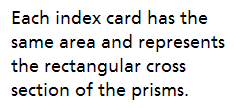 Each index card has the
same area and represents
the rectangular cross
section of the prisms.